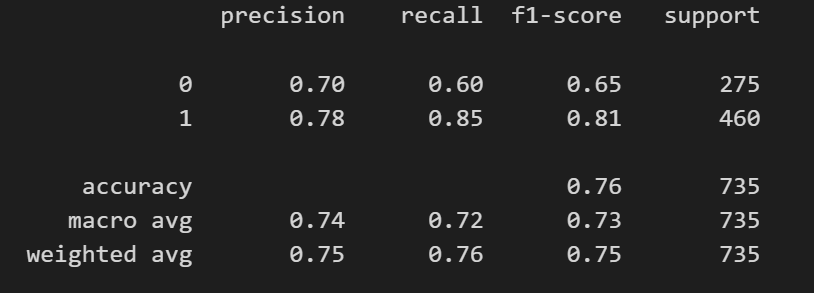 precision recall f1-score support
0 0.70 0.60 0.65 275
1 0.78 0.85 0.81 460
accuracy 0.76 735
macro avg 0.74 0.72 0.73 735
weighted avg 0.75 0.76 0.75 735